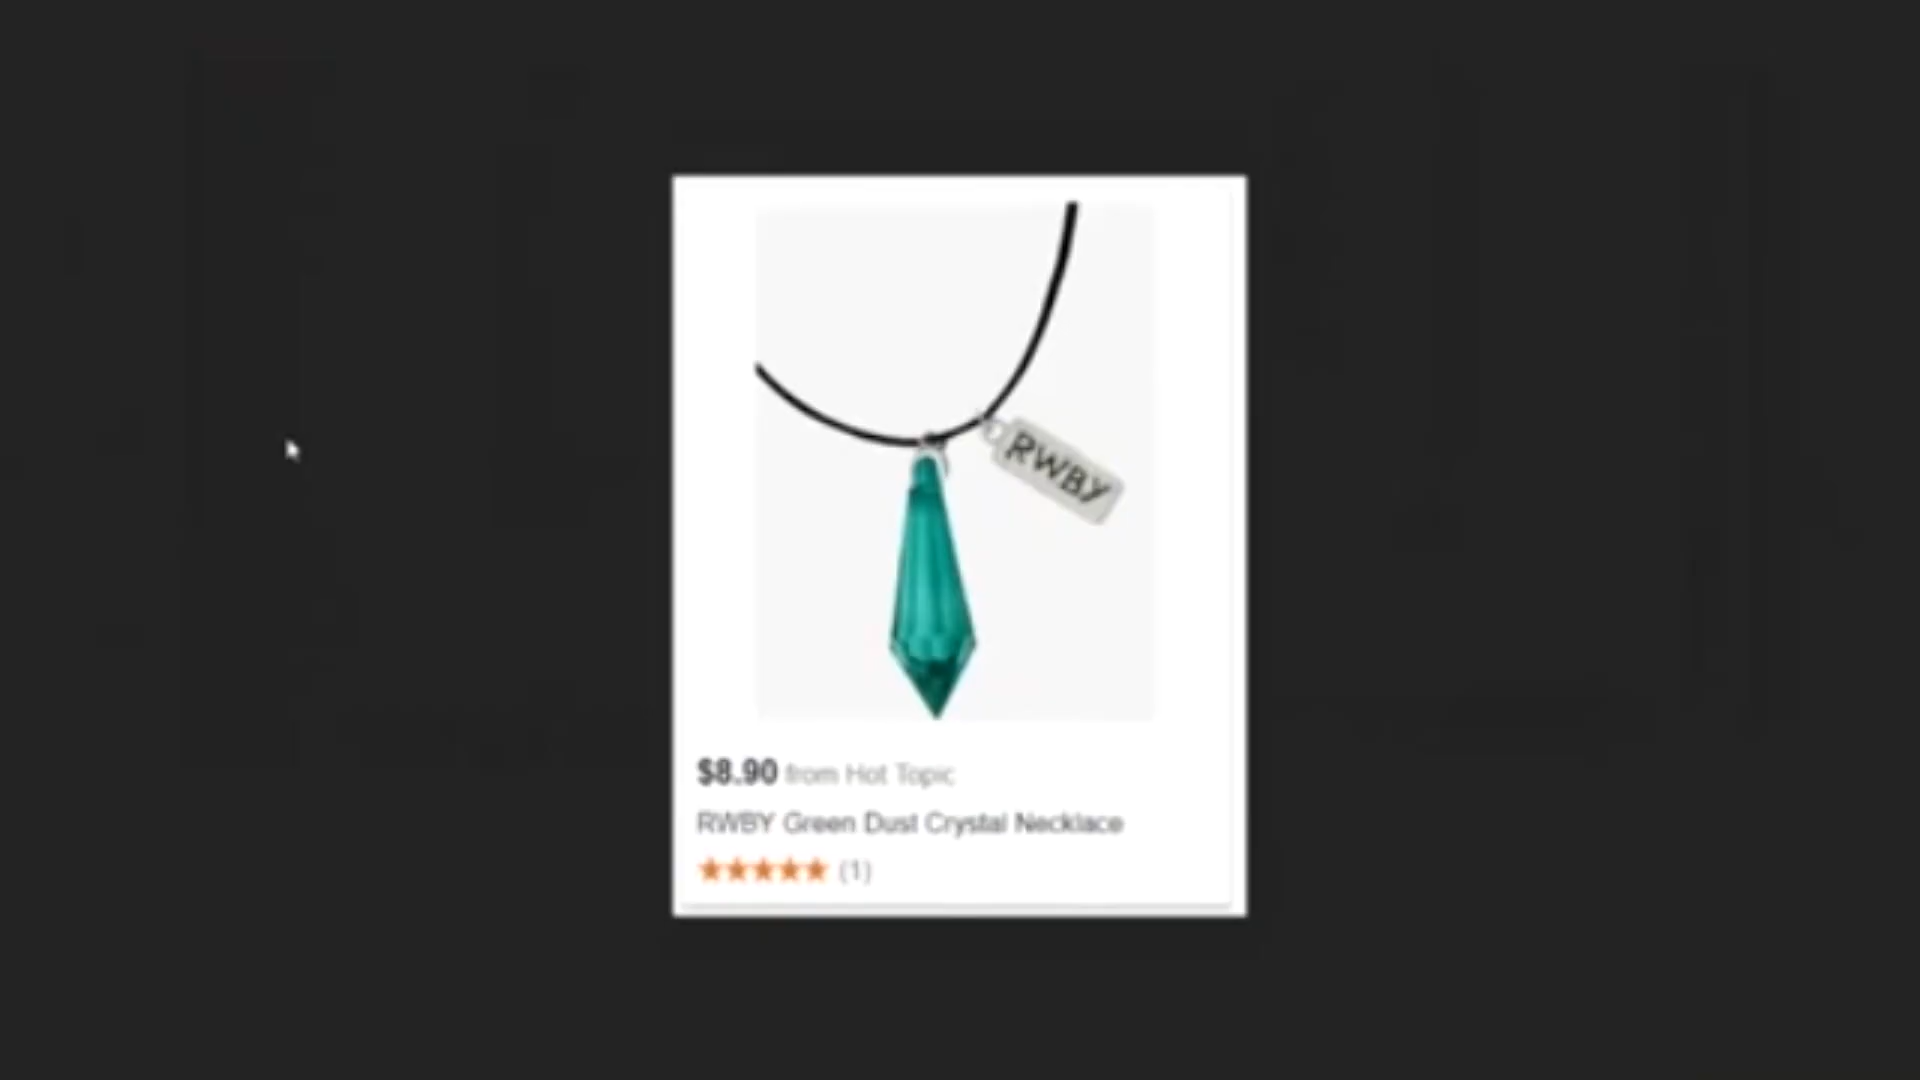 RWBY
$8.90 from Hot Topic
RWBY Green Dust Crystal Necklace
(1)